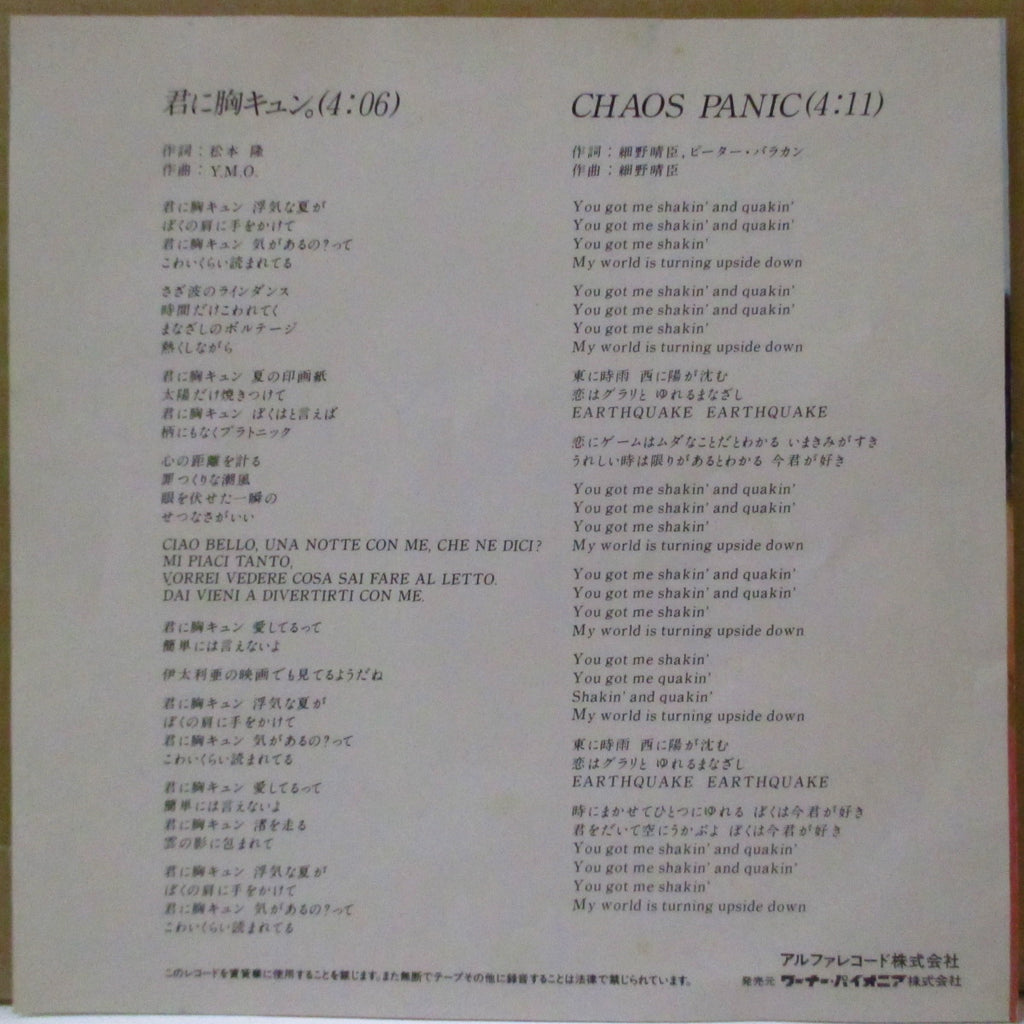 君に胸キュン。(4:06)
作詞：松本 隆
作曲：Y.M.O.
君に胸キュン 浮気な夏が
ぼくの肩に手をかけて
君に胸キュン 気があるの?って
こわいくらい読まれてる
さざ波のラインダンス
時間だけこわれてく
まなざしのボルテージ
熱くしながら
君に胸キュン 夏の印画紙
太陽だけ焼きつけて
君に胸キュン ぼくはと言えば
柄にもなくプラトニック
心の距離を計る
罪つくりな潮風
眼を伏せた一瞬の
せつなさがいい
CIAO BELLO, UNA NOTTE CON ME, CHE NE DICI?
MI PIACI TANTO,
VORREI VEDERE COSA SAI FARE AL LETTO.
DAI VIENI A DIVERTIRTI CON ME.
君に胸キュン 愛してるって
簡単には言えないよ
伊太利亜の映画でも見てるようだね
君に胸キュン 浮気な夏が
ぼくの肩に手をかけて
君に胸キュン 気があるの?って
こわいくらい読まれてる
君に胸キュン 愛してるって
簡単には言えないよ
君に胸キュン 渚を走る
雲の影に包まれて
君に胸キュン 浮気な夏が
ぼくの肩に手をかけて
君に胸キュン 気があるの?って
こわいくらい読まれてる
CHAOS PANIC(4:11)
作詞：細野晴臣, ピーター・バラカン
作曲：細野晴臣
You got me shakin' and quakin'
You got me shakin' and quakin'
You got me shakin'
My world is turning upside down
You got me shakin' and quakin'
You got me shakin' and quakin'
You got me shakin'
My world is turning upside down
東に時雨 西に陽が沈む
恋はグラリと ゆれるまなざし
EARTHQUAKE EARTHQUAKE
恋にゲームはムダなことだとわかる いまきみがすき
うれしい時は限りがあるとわかる 今君が好き
You got me shakin' and quakin'
You got me shakin' and quakin'
You got me shakin'
My world is turning upside down
You got me shakin' and quakin'
You got me shakin' and quakin'
You got me shakin'
My world is turning upside down
You got me shakin'
You got me quakin'
Shakin' and quakin'
My world is turning upside down
東に時雨 西に陽が沈む
恋はグラリと ゆれるまなざし
EARTHQUAKE EARTHQUAKE
時にまかせてひとつにゆれる ぼくは今君が好き
君をだいて空にうかぶよ ぼくは今君が好き
You got me shakin' and quakin'
You got me shakin' and quakin'
You got me shakin'
My world is turning upside down
このレコードを賃貸業に使用することを禁じます。また無断でテープその他に録音することは法律で禁じられています。
アルファレコード株式会社
発売元 ワーナー・パイオニア株式会社